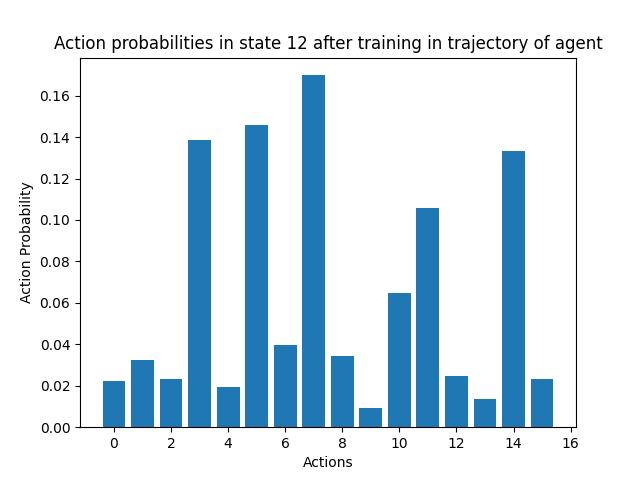 Action probabilities in state 12 after training in trajectory of agent
Action Probability
0.16
0.14
0.12
0.10
0.08
0.06
0.04
0.02
0.00
0 2 4 6 8 10 12 14 16
Actions